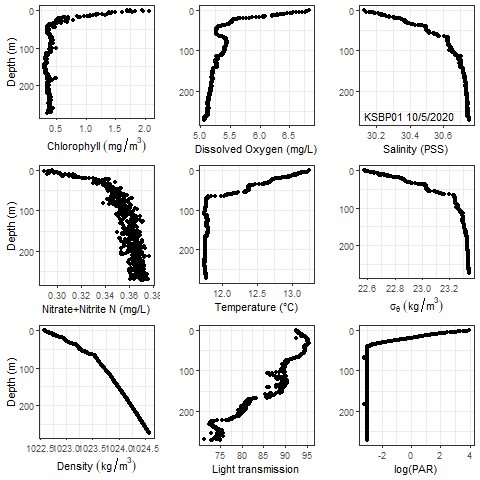 Depth (m)
0
100
200
0.5 1.0 1.5 2.0
Chlorophyll (mg/m³)
0
100
200
5.0 5.5 6.0 6.5
Dissolved Oxygen (mg/L)
0
100
200
KSBP01 10/5/2020
30.2 30.4 30.6
Salinity (PSS)
Depth (m)
0
100
200
0.30 0.32 0.34 0.36 0.38
Nitrate+Nitrite N (mg/L)
0
100
200
12.0 12.5 13.0
Temperature (°C)
0
100
200
22.6 22.8 23.0 23.2
σθ (kg/m³)
Depth (m)
0
100
200
1022.5 1023.0 1023.5 1024.0 1024.5
Density (kg/m³)
0
100
200
75 80 85 90 95
Light transmission
0
100
200
-2 0 2 4
log(PAR)